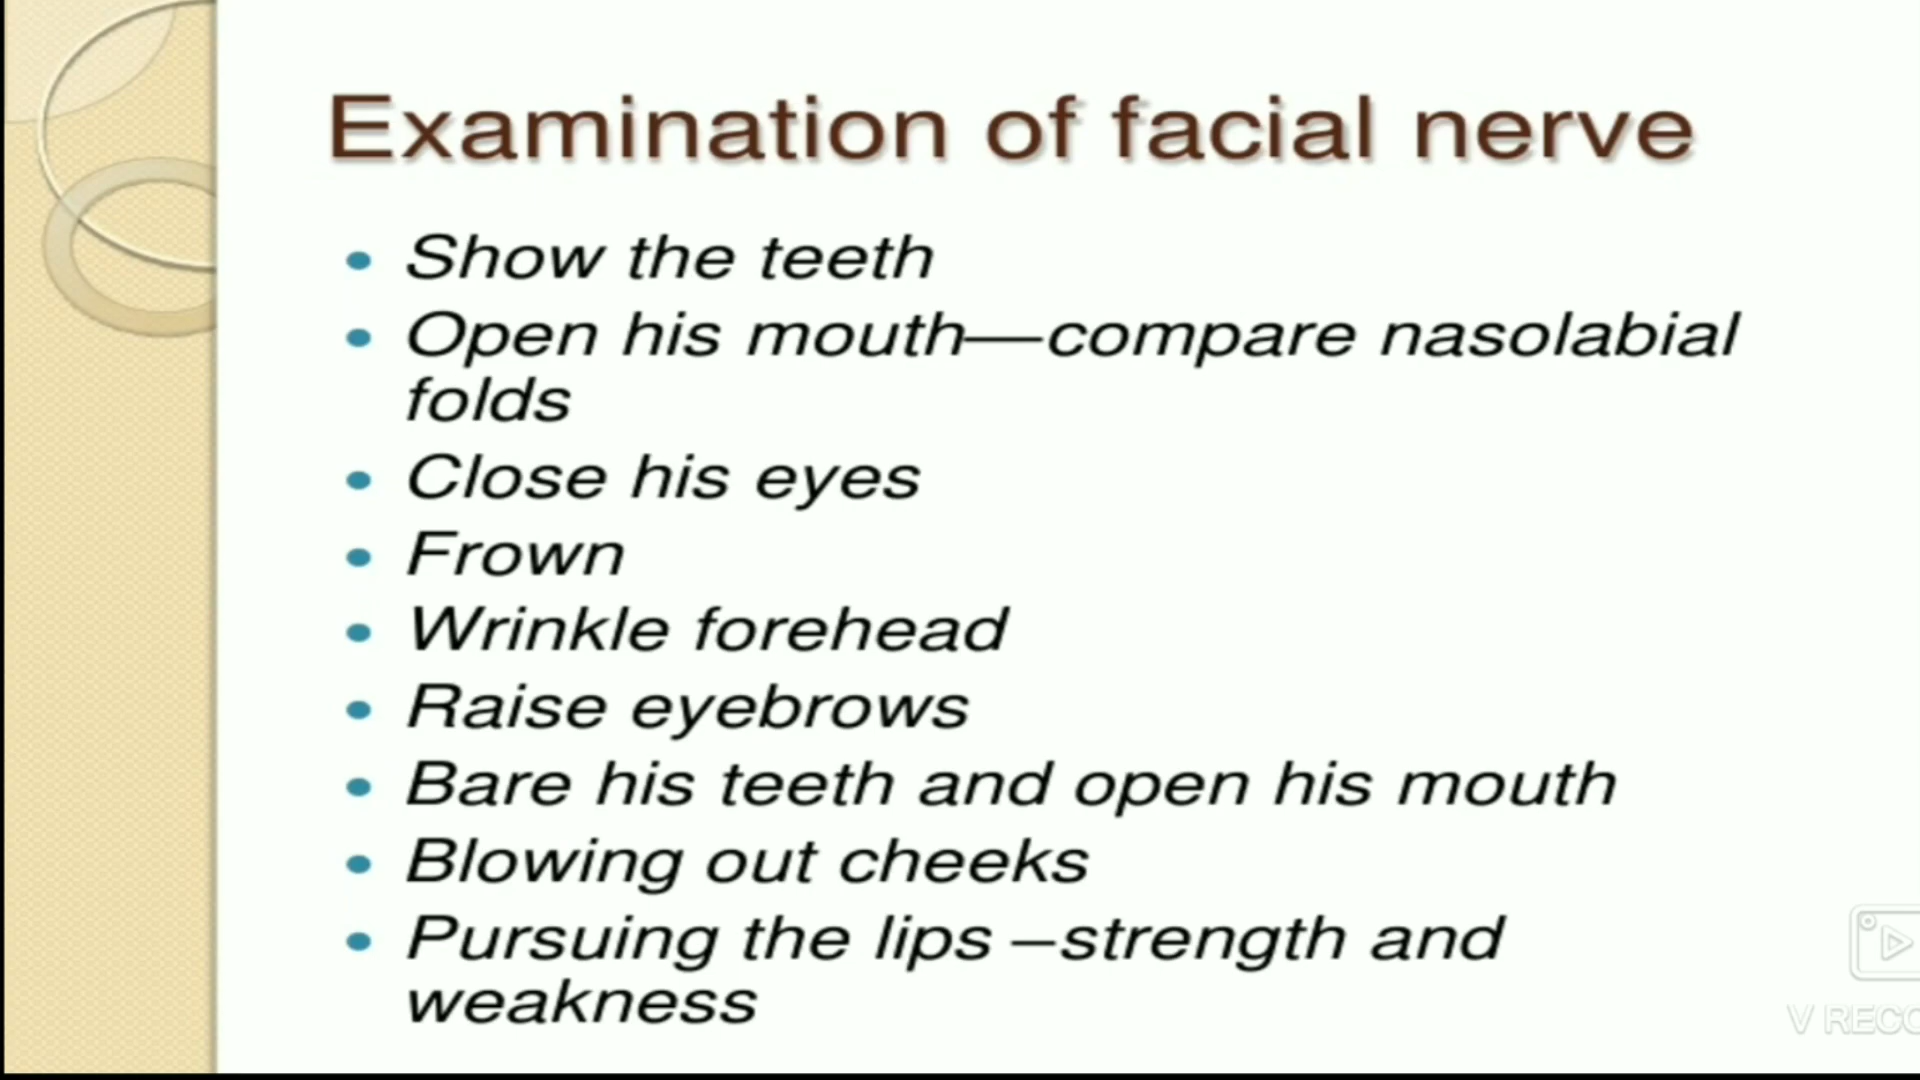 Examination of facial nerve
• Show the teeth
• Open his mouth—compare nasolabial
folds
• Close his eyes
• Frown
• Wrinkle forehead
• Raise eyebrows
• Bare his teeth and open his mouth
• Blowing out cheeks
• Pursuing the lips –strength and
weakness
V RECO